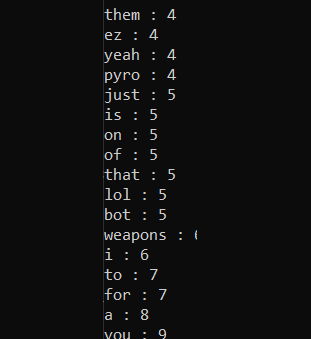 them : 4
ez : 4
yeah : 4
pyro : 4
just : 5
is : 5
on : 5
of : 5
that : 5
lol : 5
bot : 5
weapons :
i : 6
to : 7
for : 7
a : 8
you : 9